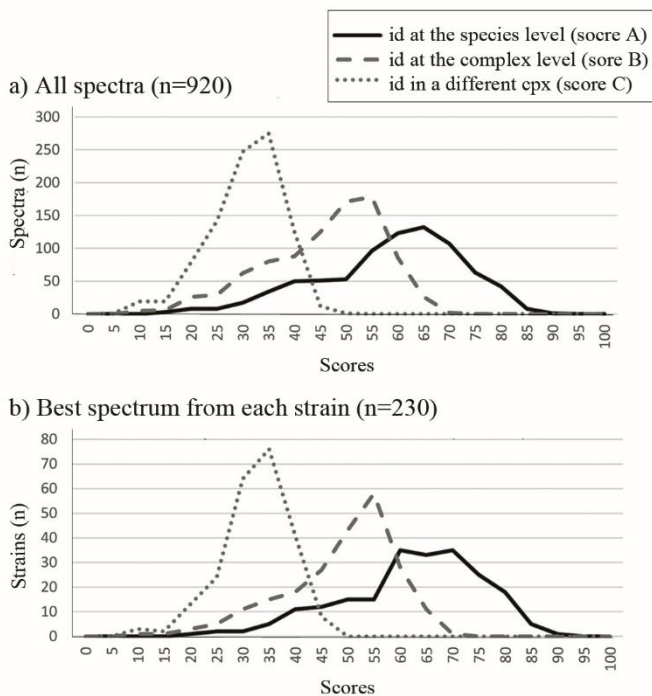 id at the species level (socre A)
id at the complex level (sore B)
id in a different cpx (score C)
a) All spectra (n=920)
300
250
200
150
100
50
0
Spectra (n)
0 5 10 15 20 25 30 35 40 45 50 55 60 65 70 75 80 85 90 95 100
Scores
b) Best spectrum from each strain (n=230)
80
70
60
50
40
30
20
10
0
Strains (n)
0 5 10 15 20 25 30 35 40 45 50 55 60 65 70 75 80 85 90 95 100
Scores